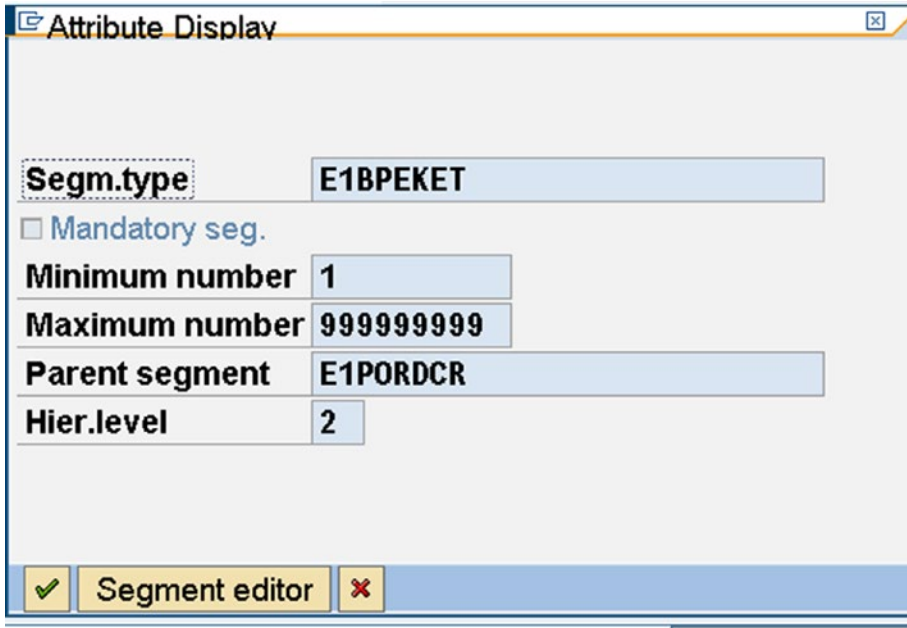 Attribute Display
Segm.type E1BPEKET
Mandatory seg.
Minimum number 1
Maximum number 999999999
Parent segment E1PORDCR
Hier.level 2
Segment editor